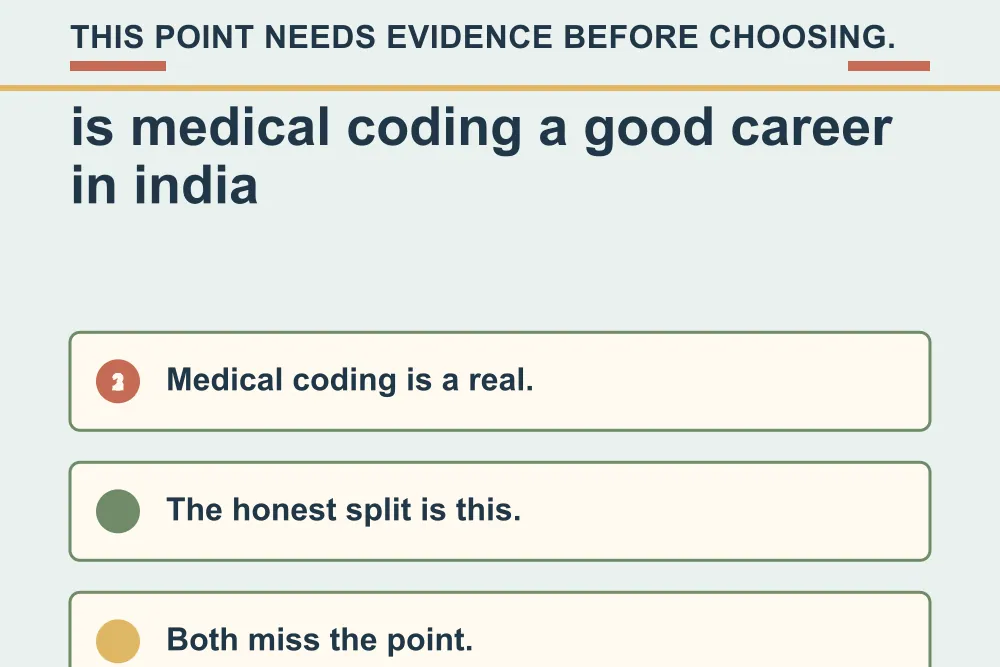 THIS POINT NEEDS EVIDENCE BEFORE CHOOSING.
is medical coding a good career
in india
Medical coding is a real.
The honest split is this.
Both miss the point.